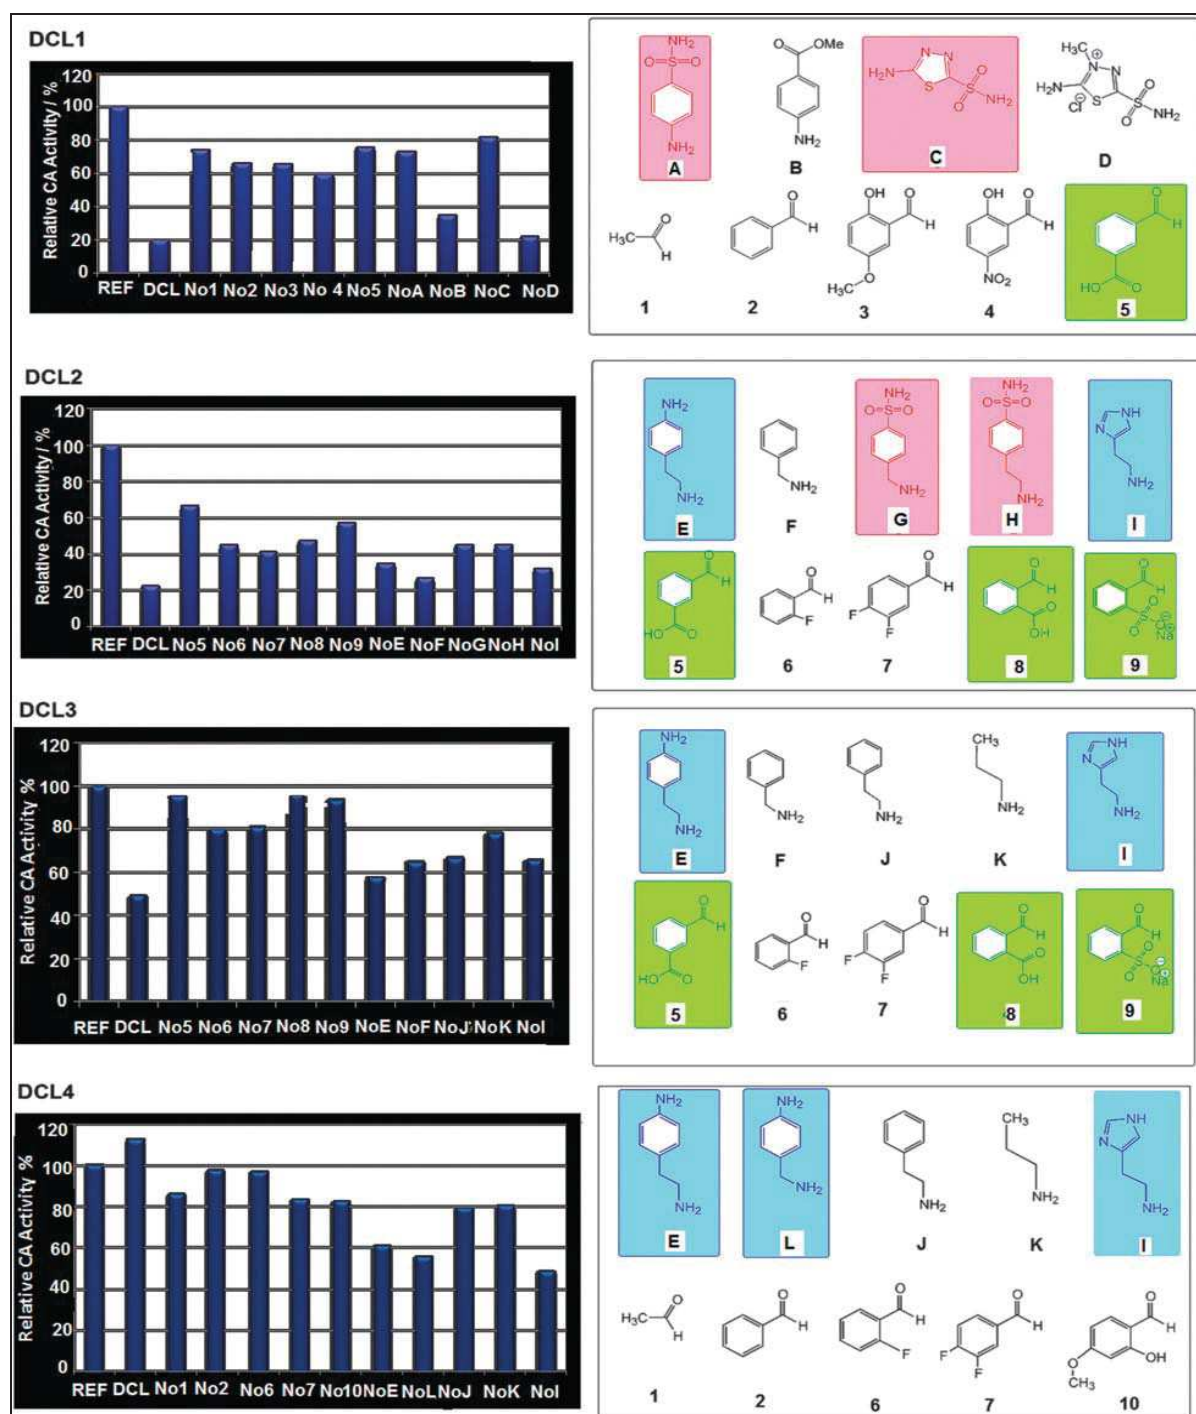 DCL1
Relative CA Activity / %
120
100
80
60
40
20
0
REF DCL No1 No2 No3 No 4 No5 NoA NoB NoC NoD
NH2
O=S=O
NH2
A
O OMe
NH2
B
N N
NH2 S S O
O NH2
C
H3C
N⊕ N
NH2 S S O
Cl⊖ O NH2
D
H3C O
H
1
O
H
2
OH O
H
H3C O
3
OH O
H
NO2
4
O
H
HO O
5
DCL2
Relative CA Activity / %
120
100
80
60
40
20
0
REF DCL No5 No6 No7 No8 No9 NoE NoF NoG NoH NoI
NH2
NH2
E
NH2
F
NH2
O=S=O
NH2
G
NH2
O=S=O
NH2
H
NH
N
NH2
I
O
H
HO O
5
O
H
F
6
O
H
F
F
7
O
H
O
OH
8
O
H
S O
O O⊖
Na⊕
9
DCL3
Relative CA Activity %
120
100
80
60
40
20
0
REF DCL No5 No6 No7 No8 No9 NoE NoF NoJ NoK NoI
NH2
NH2
E
NH2
F
NH2
J
CH3
NH2
K
NH
N
NH2
I
O
H
HO O
5
O
H
F
6
O
H
F
F
7
O
H
O
OH
8
O
H
S O
O O⊖
Na⊕
9
DCL4
Relative CA Activity %
120
100
80
60
40
20
0
REF DCL No1 No2 No6 No7 No10 NoE NoL NoJ NoK NoI
NH2
NH2
E
NH2
NH2
L
NH2
J
CH3
NH2
K
NH
N
NH2
I
H3C O
H
1
O
H
2
O
H
F
6
O
H
F
F
7
O
H
O OH
CH3
10